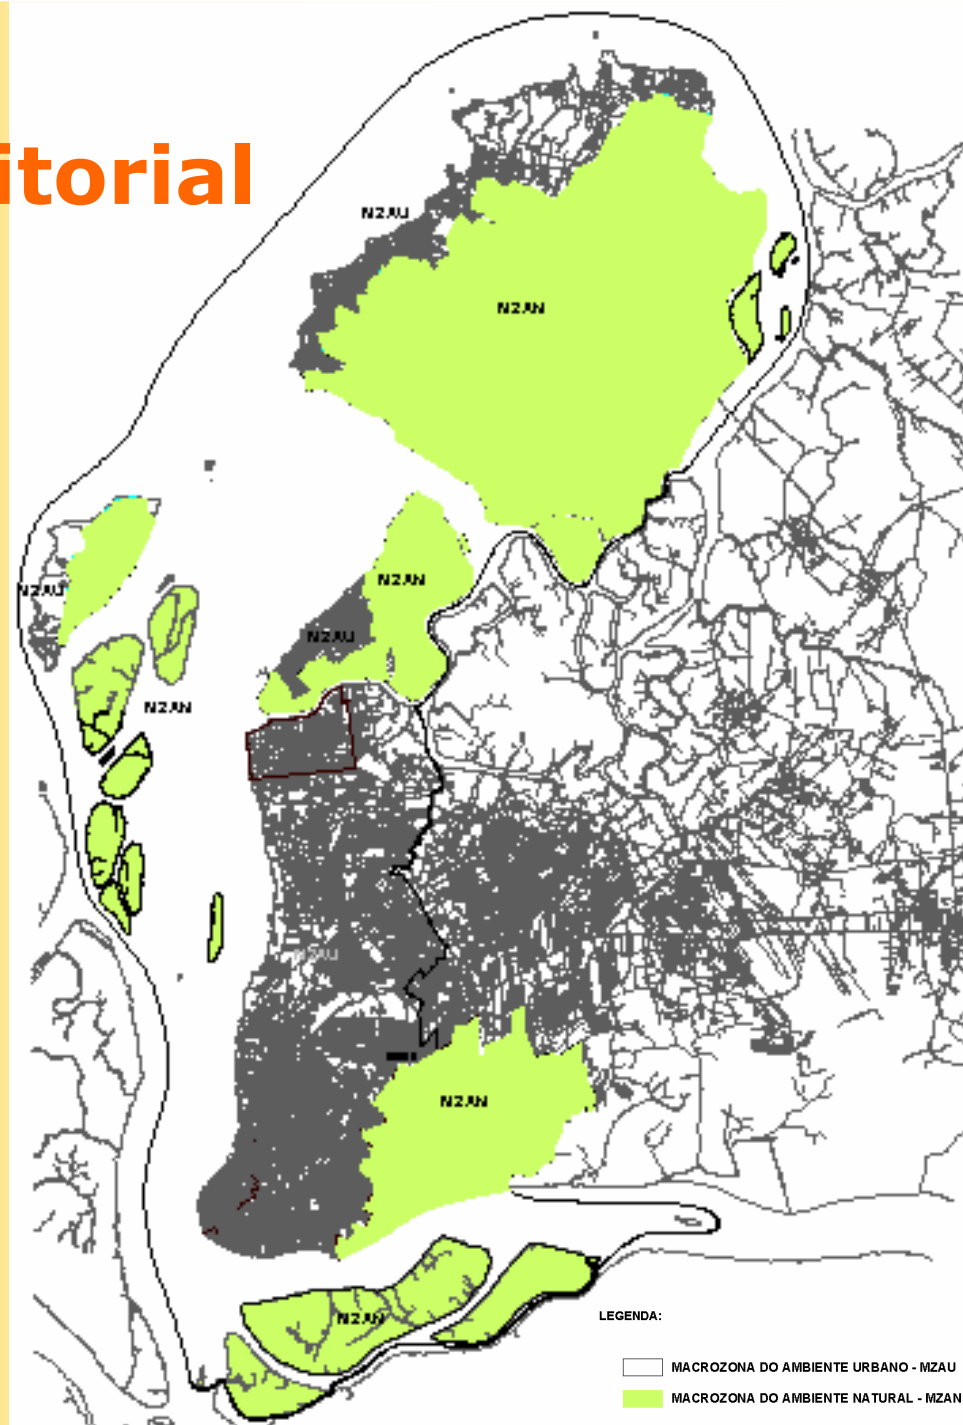 itorial
MZAU
MZAN
MZAN
MZAU
MZAU
MZAN
MZAU
MZAN
MZAN
LEGENDA:
MACROZONA DO AMBIENTE URBANO - MZAU
MACROZONA DO AMBIENTE NATURAL - MZAN